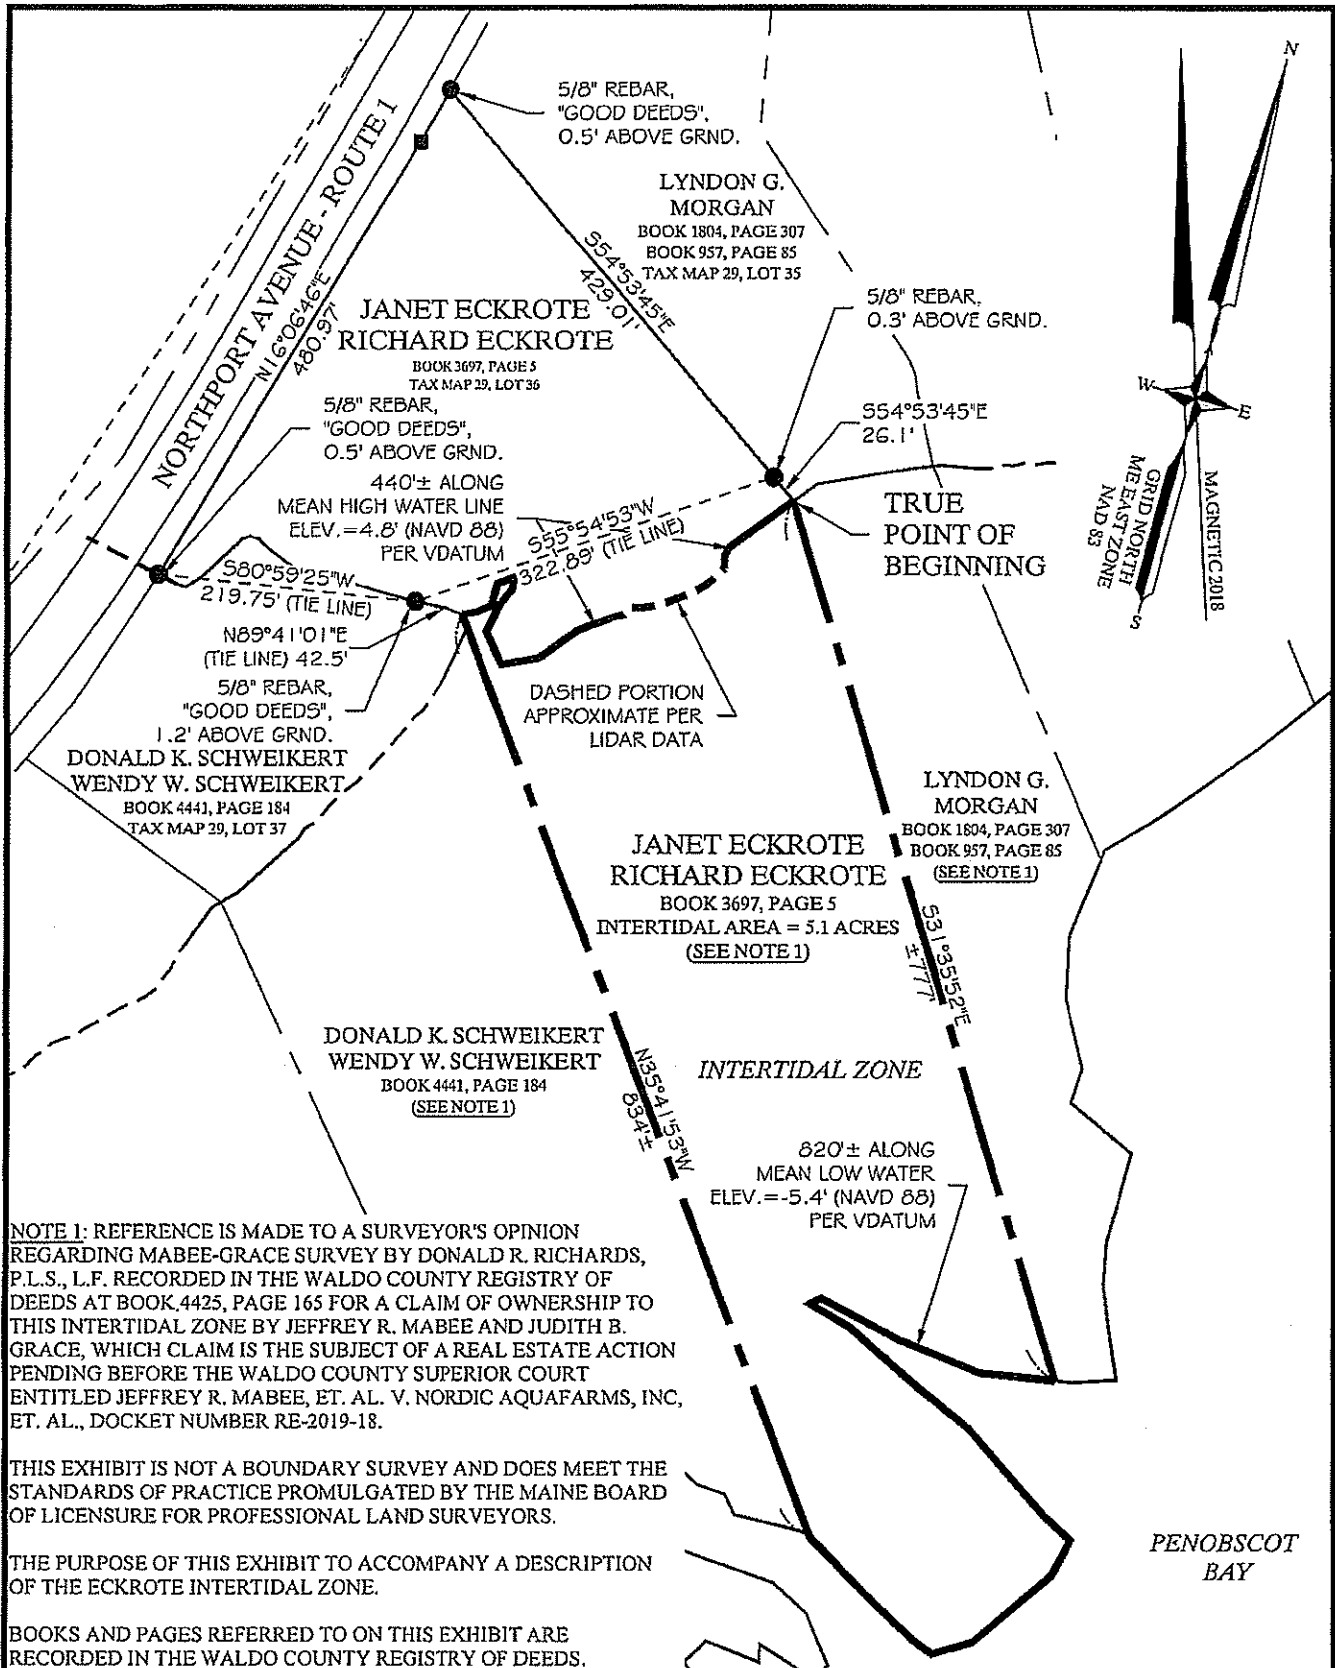 5/8" REBAR,
"GOOD DEEDS",
0.5' ABOVE GRND.
N
NORTHPORT AVENUE - ROUTE 1
N16°06'46"E
480.97'
LYNDON G.
MORGAN
BOOK 1804, PAGE 307
BOOK 957, PAGE 85
TAX MAP 29, LOT 35
S54°53'45"E
429.01'
JANET ECKROTE
RICHARD ECKROTE
BOOK 3697, PAGE 5
TAX MAP 29, LOT 36
5/8" REBAR,
0.3' ABOVE GRND.
W
E
S
GRID NORTH
ME EAST ZONE
NAD 83
MAGNETIC 2018
5/8" REBAR,
"GOOD DEEDS",
0.5' ABOVE GRND.
S54°53'45"E
26.1'
440'± ALONG
MEAN HIGH WATER LINE
ELEV.=4.8' (NAVD 88)
PER VDATUM
S55°54'53"W
322.89' (TIE LINE)
TRUE
POINT OF
BEGINNING
S80°59'25"W
219.75' (TIE LINE)
N89°41'01"E
(TIE LINE) 42.5'
5/8" REBAR,
"GOOD DEEDS",
1.2' ABOVE GRND.
DASHED PORTION
APPROXIMATE PER
LIDAR DATA
DONALD K. SCHWEIKERT
WENDY W. SCHWEIKERT
BOOK 4441, PAGE 184
TAX MAP 29, LOT 37
LYNDON G.
MORGAN
BOOK 1804, PAGE 307
BOOK 957, PAGE 85
(SEE NOTE 1)
JANET ECKROTE
RICHARD ECKROTE
BOOK 3697, PAGE 5
INTERTIDAL AREA = 5.1 ACRES
(SEE NOTE 1)
S31°35'52"E
±777'
DONALD K. SCHWEIKERT
WENDY W. SCHWEIKERT
BOOK 4441, PAGE 184
(SEE NOTE 1)
N35°41'53"W
834'±
INTERTIDAL ZONE
820'± ALONG
MEAN LOW WATER
ELEV.=-5.4' (NAVD 88)
PER VDATUM
NOTE 1: REFERENCE IS MADE TO A SURVEYOR'S OPINION
REGARDING MABEE-GRACE SURVEY BY DONALD R. RICHARDS,
P.L.S., L.F. RECORDED IN THE WALDO COUNTY REGISTRY OF
DEEDS AT BOOK 4425, PAGE 165 FOR A CLAIM OF OWNERSHIP TO
THIS INTERTIDAL ZONE BY JEFFREY R. MABEE AND JUDITH B.
GRACE, WHICH CLAIM IS THE SUBJECT OF A REAL ESTATE ACTION
PENDING BEFORE THE WALDO COUNTY SUPERIOR COURT
ENTITLED JEFFREY R. MABEE, ET. AL. V. NORDIC AQUAFARMS, INC,
ET. AL., DOCKET NUMBER RE-2019-18.
THIS EXHIBIT IS NOT A BOUNDARY SURVEY AND DOES MEET THE
STANDARDS OF PRACTICE PROMULGATED BY THE MAINE BOARD
OF LICENSURE FOR PROFESSIONAL LAND SURVEYORS.
THE PURPOSE OF THIS EXHIBIT TO ACCOMPANY A DESCRIPTION
OF THE ECKROTE INTERTIDAL ZONE.
BOOKS AND PAGES REFERRED TO ON THIS EXHIBIT ARE
RECORDED IN THE WALDO COUNTY REGISTRY OF DEEDS.
PENOBSCOT
BAY